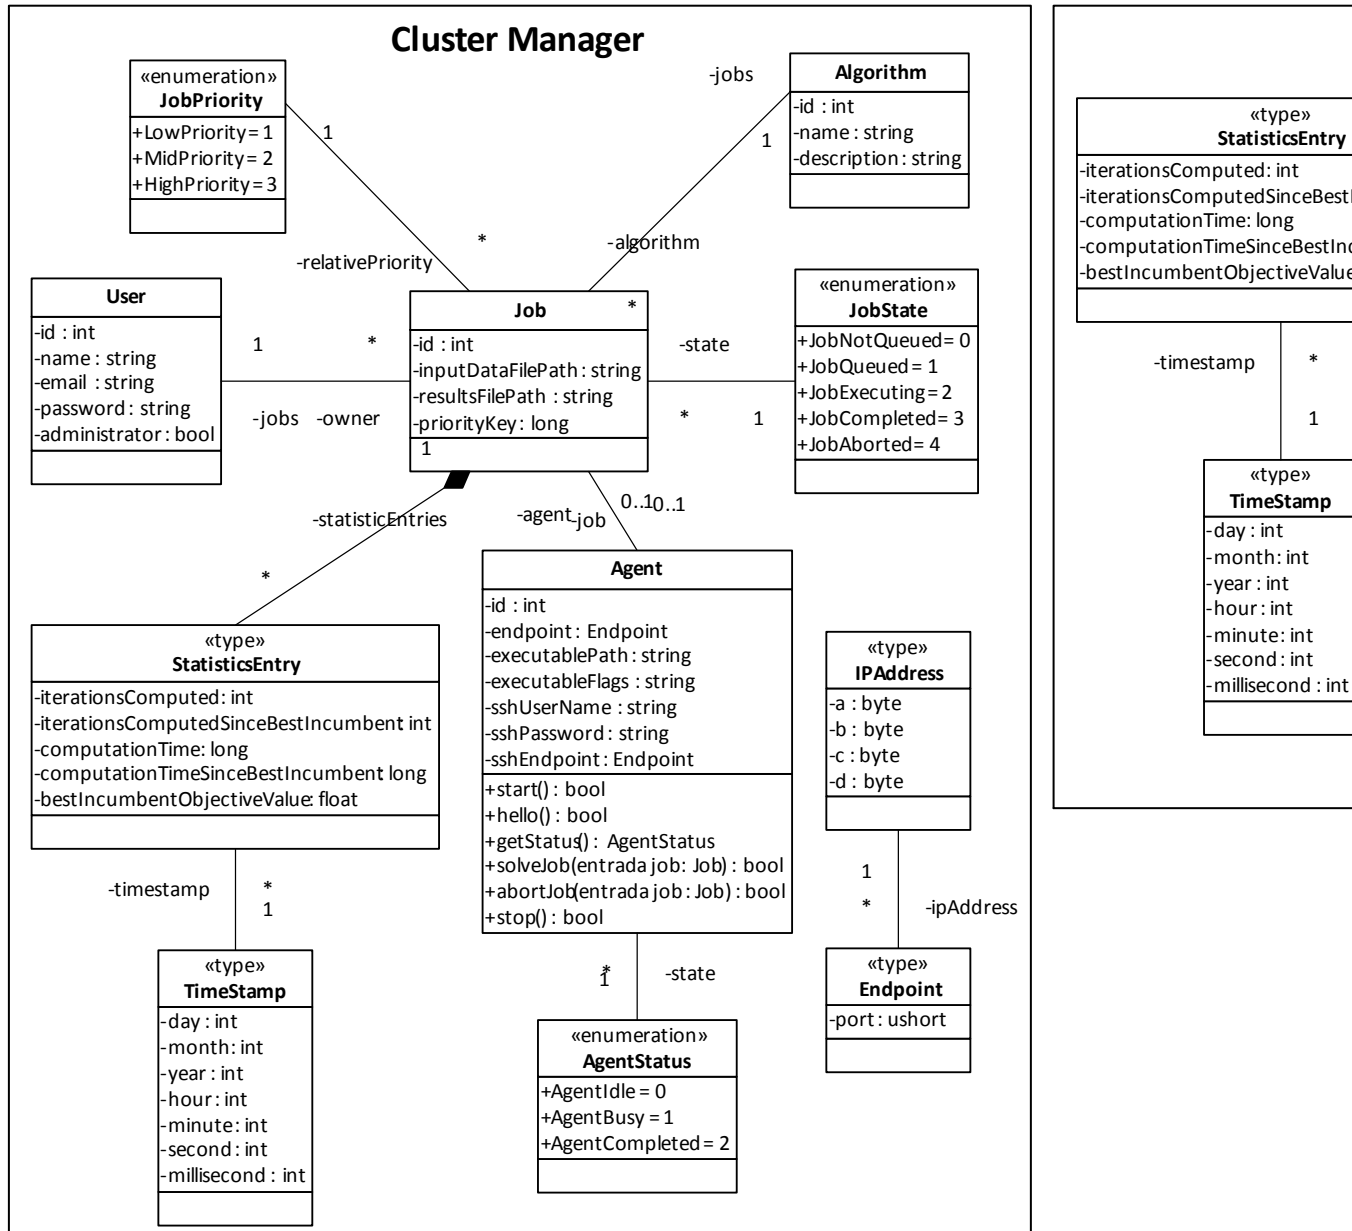 Cluster Manager
«enumeration»
JobPriority
+LowPriority = 1
+MidPriority = 2
+HighPriority = 3
1
*
-relativePriority
-jobs
1
-algorithm
*
Algorithm
-id : int
-name : string
-description : string
User
-id : int
-name : string
-email : string
-password : string
-administrator : bool
1
*
-jobs
-owner
Job
-id : int
-inputDataFilePath : string
-resultsFilePath : string
-priorityKey : long
1
-state
*
1
«enumeration»
JobState
+JobNotQueued = 0
+JobQueued = 1
+JobExecuting = 2
+JobCompleted = 3
+JobAborted = 4
-statisticEntries
*
-agent
-job
0..1
0..1
«type»
StatisticsEntry
-iterationsComputed : int
-iterationsComputedSinceBestIncumbent : int
-computationTime : long
-computationTimeSinceBestIncumbent : long
-bestIncumbentObjectiveValue : float
-timestamp
*
1
«type»
TimeStamp
-day : int
-month : int
-year : int
-hour : int
-minute : int
-second : int
-millisecond : int
Agent
-id : int
-endpoint : Endpoint
-executablePath : string
-executableFlags : string
-sshUserName : string
-sshPassword : string
-sshEndpoint : Endpoint
+start() : bool
+hello() : bool
+getStatus() : AgentStatus
+solveJob(entrada job : Job) : bool
+abortJob(entrada job : Job) : bool
+stop() : bool
*
1
-state
«enumeration»
AgentStatus
+AgentIdle = 0
+AgentBusy = 1
+AgentCompleted = 2
«type»
IPAddress
-a : byte
-b : byte
-c : byte
-d : byte
1
*
-ipAddress
«type»
Endpoint
-port : ushort
«type»
StatisticsEntry
-iterationsComputed : int
-iterationsComputedSinceBest
-computationTime : long
-computationTimeSinceBestInc
-bestIncumbentObjectiveValue
-timestamp
*
1
«type»
TimeStamp
-day : int
-month : int
-year : int
-hour : int
-minute : int
-second : int
-millisecond : int